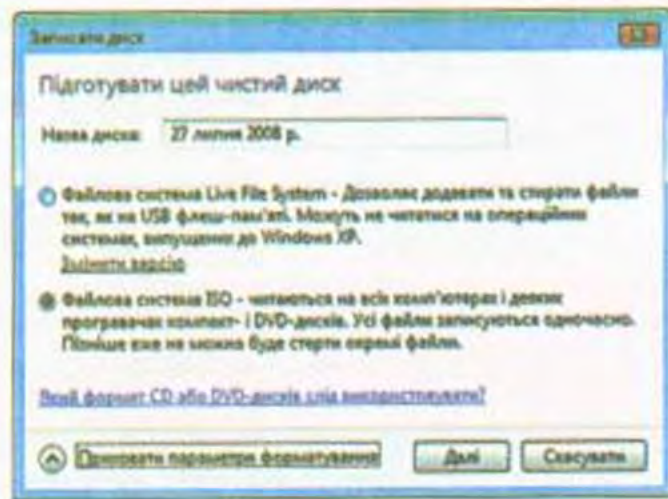 Записати диск
Підготувати цей чистий диск
Назва диска: 27 липня 2008 р.
Файлова система Live File System - Дозволяє додавати та стирати файли
так, як на USB флеш-пам'яті. Можуть не читатися на операційних
системах, випущених до Windows XP.
Змінити версію
Файлова система ISO - читаються на всіх комп'ютерах і деяких
програвачах компакт- і DVD-дисків. Усі файли записуються одночасно.
Пізніше вже не можна буде стерти окремі файли.
Який формат CD або DVD-дисків слід використовувати?
Приховати параметри форматування Далі Скасувати